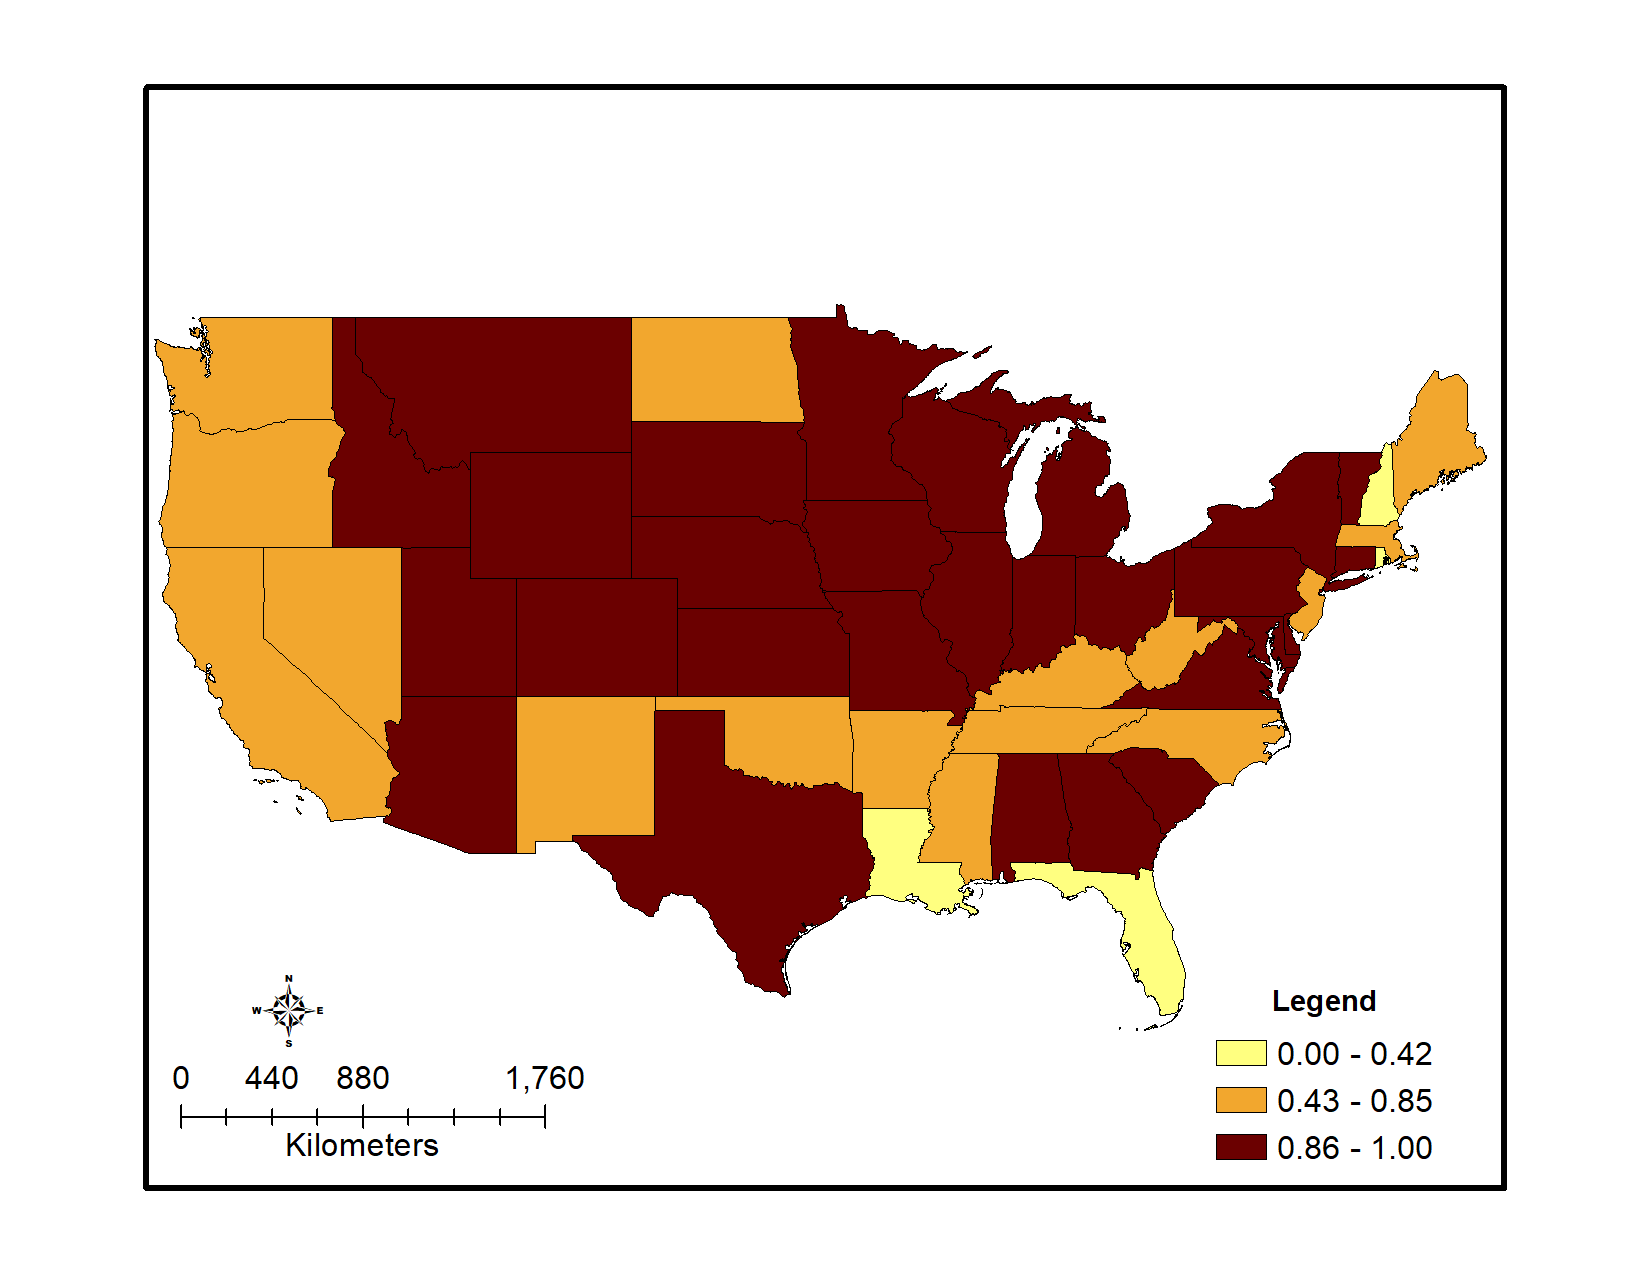 N
W E
S
0 440 880 1,760
Kilometers
Legend
0.00 - 0.42
0.43 - 0.85
0.86 - 1.00